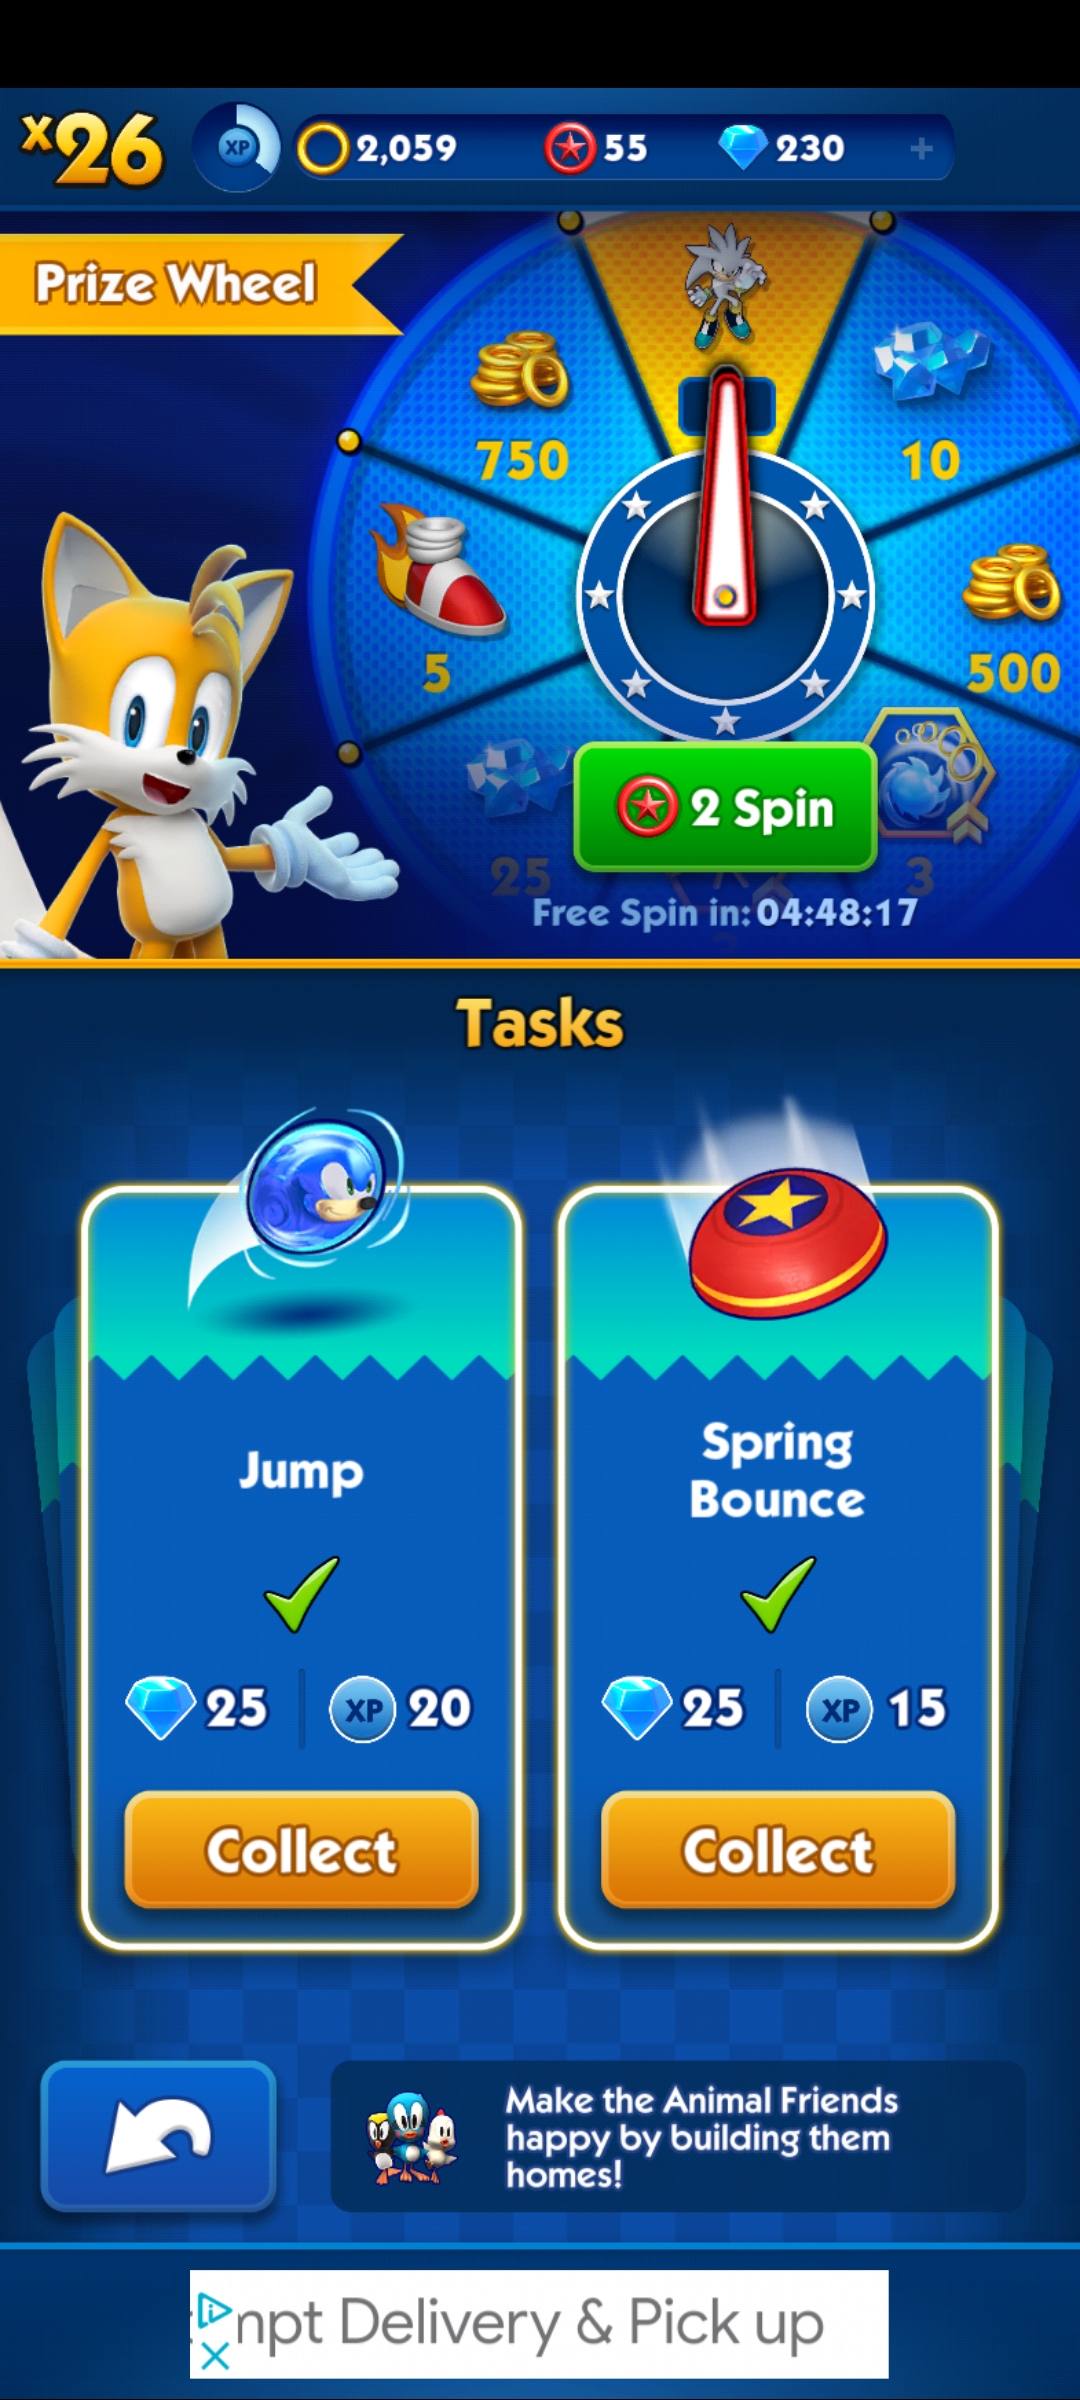 x26
XP
2,059
55
230
+
Prize Wheel
750
10
5
500
2 Spin
25
3
Free Spin in: 04:48:17
Tasks
Jump
25
XP 20
Collect
Spring
Bounce
25
XP 15
Collect
Make the Animal Friends
happy by building them
homes!
mpt Delivery & Pick up